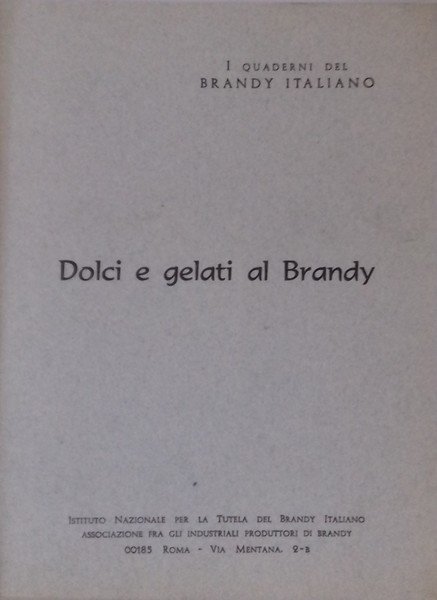 I QUADERNI DEL
BRANDY ITALIANO
Dolci e gelati al Brandy
ISTITUTO NAZIONALE PER LA TUTELA DEL BRANDY ITALIANO
ASSOCIAZIONE FRA GLI INDUSTRIALI PRODUTTORI DI BRANDY
00185 ROMA - VIA MENTANA, 2-B